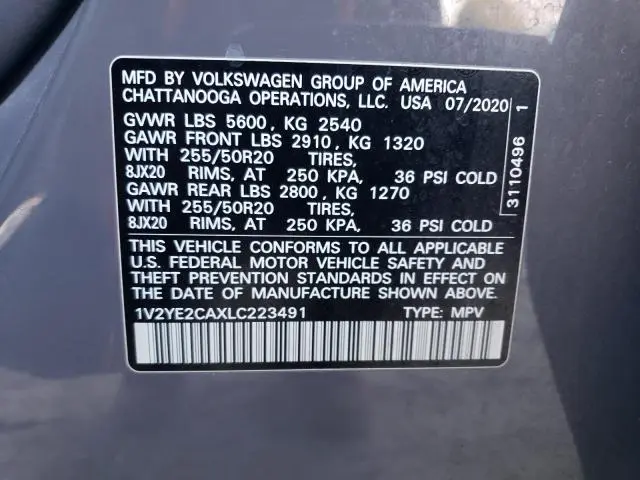 MFD BY VOLKSWAGEN GROUP OF AMERICA
CHATTANOOGA OPERATIONS, LLC. USA 07/2020
GVWR LBS 5600, KG 2540
GAWR FRONT LBS 2910, KG 1320
WITH 255/50R20 TIRES,
8JX20 RIMS, AT 250 KPA, 36 PSI COLD
GAWR REAR LBS 2800, KG 1270
WITH 255/50R20 TIRES,
8JX20 RIMS, AT 250 KPA, 36 PSI COLD
THIS VEHICLE CONFORMS TO ALL APPLICABLE
U.S. FEDERAL MOTOR VEHICLE SAFETY AND
THEFT PREVENTION STANDARDS IN EFFECT ON
THE DATE OF MANUFACTURE SHOWN ABOVE.
1V2YE2CAXLC223491 TYPE: MPV
3110496 1